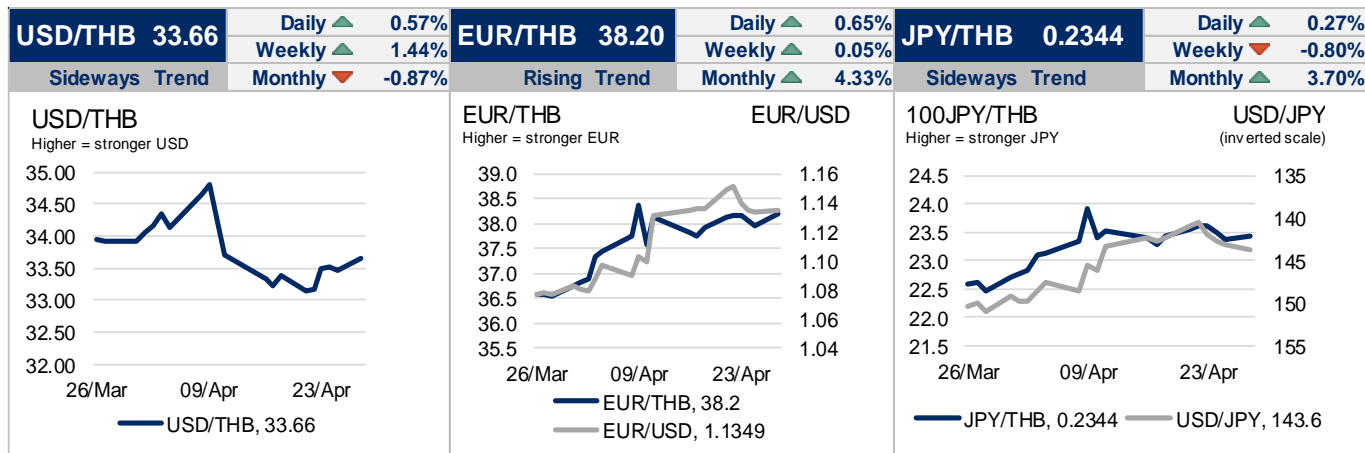 USD/THB 33.66
Daily 0.57%
Weekly 1.44%
Sideways Trend
Monthly -0.87%
USD/THB
Higher = stronger USD
35.00
34.50
34.00
33.50
33.00
32.50
32.00
26/Mar 09/Apr 23/Apr
USD/THB, 33.66
EUR/THB 38.20
Daily 0.65%
Weekly 0.05%
Rising Trend
Monthly 4.33%
EUR/THB EUR/USD
Higher = stronger EUR
39.0 1.16
38.5 1.14
38.0 1.12
37.5 1.10
37.0 1.08
36.5 1.06
36.0 1.04
35.5
26/Mar 09/Apr 23/Apr
EUR/THB, 38.2
EUR/USD, 1.1349
JPY/THB 0.2344
Daily 0.27%
Weekly -0.80%
Sideways Trend
Monthly 3.70%
100JPY/THB USD/JPY
Higher = stronger JPY (inverted scale)
24.5 135
24.0 140
23.5 145
23.0 150
22.5 155
22.0
21.5
26/Mar 09/Apr 23/Apr
JPY/THB, 0.2344 USD/JPY, 143.6